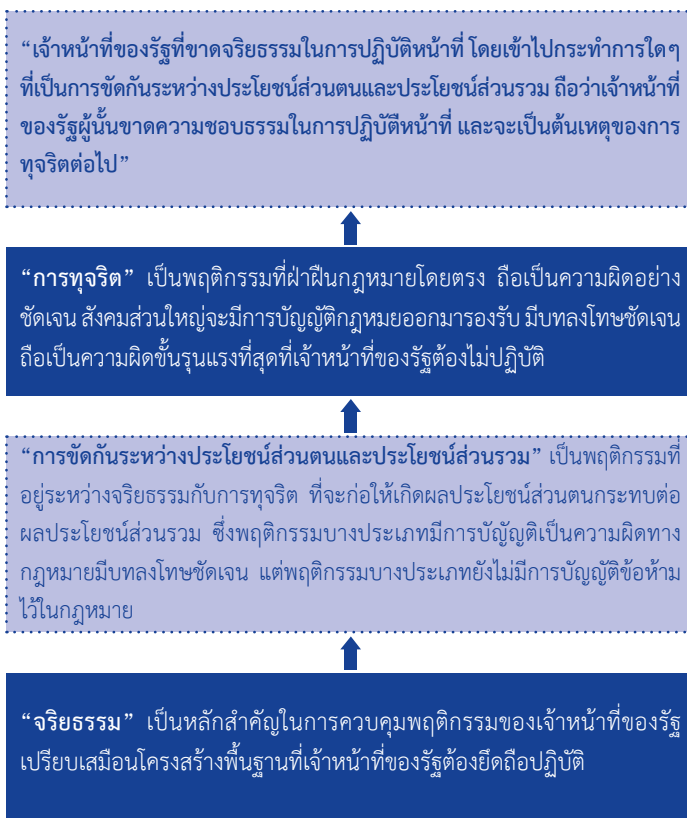 “เจ้าหน้าที่ของรัฐที่ขาดจริยธรรมในการปฏิบัติหน้าที่ โดยเข้าไปกระทำการใดๆ
ที่เป็นการขัดกันระหว่างประโยชน์ส่วนตนและประโยชน์ส่วนรวม ถือว่าเจ้าหน้าที่
ของรัฐผู้นั้นขาดความชอบธรรมในการปฏิบัตืหน้าที่ และจะเป็นต้นเหตุของการ
ทุจริตต่อไป”
“การทุจริต” เป็นพฤติกรรมที่ฝ่าฝืนกฎหมายโดยตรง ถือเป็นความผิดอย่าง
ชัดเจน สังคมส่วนใหญ่จะมีการบัญญัติกฎหมยออกมารองรับ มีบทลงโทษชัดเจน
ถือเป็นความผิดขั้นรุนแรงที่สุดที่เจ้าหน้าที่ของรัฐต้องไม่ปฏิบัติ
“การขัดกันระหว่างประโยชน์ส่วนตนและประโยชน์ส่วนรวม” เป็นพฤติกรรมที่
อยู่ระหว่างจริยธรรมกับการทุจริต ที่จะก่อให้เกิดผลประโยชน์ส่วนตนกระทบต่อ
ผลประโยชน์ส่วนรวม ซึ่งพฤติกรรมบางประเภทมีการบัญญัติเป็นความผิดทาง
กฎหมายมีบทลงโทษชัดเจน แต่พฤติกรรมบางประเภทยังไม่มีการบัญญัติข้อห้าม
ไว้ในกฎหมาย
“จริยธรรม” เป็นหลักสำคัญในการควบคุมพฤติกรรมของเจ้าหน้าที่ของรัฐ
เปรียบเสมือนโครงสร้างพื้นฐานที่เจ้าหน้าที่ของรัฐต้องยึดถือปฏิบัติ